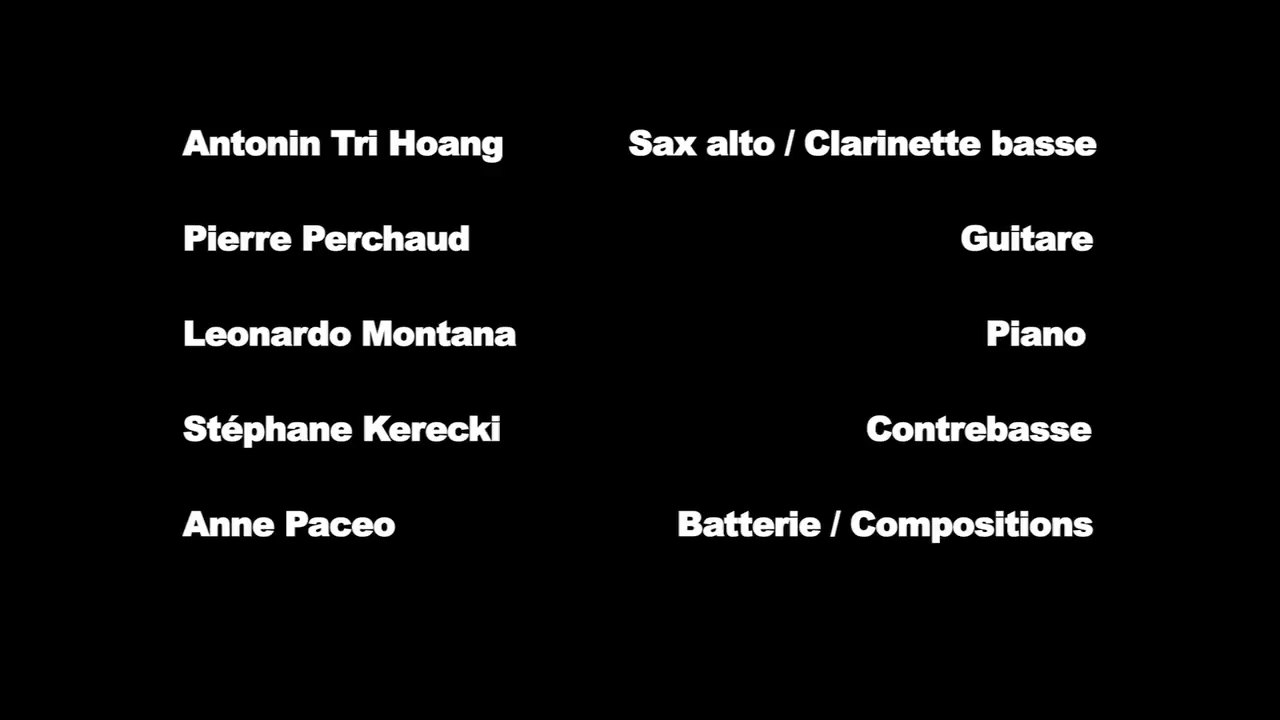 Antonin Tri Hoang Sax alto / Clarinette basse
Pierre Perchaud Guitare
Leonardo Montana Piano
Stéphane Kerecki Contrebasse
Anne Paceo Batterie / Compositions